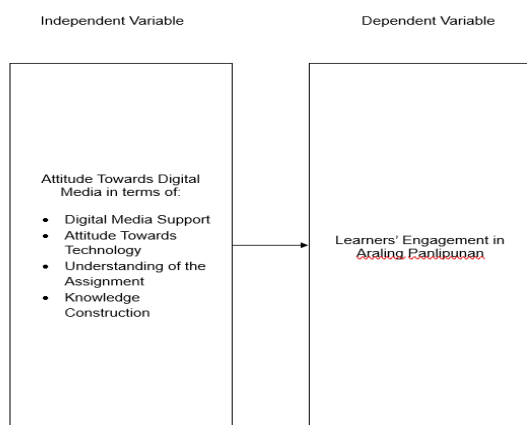 Independent Variable
Dependent Variable
Attitude Towards Digital
Media in terms of:
• Digital Media Support
• Attitude Towards
Technology
• Understanding of the
Assignment
• Knowledge
Construction
Learners' Engagement in
Araling Panlipunan